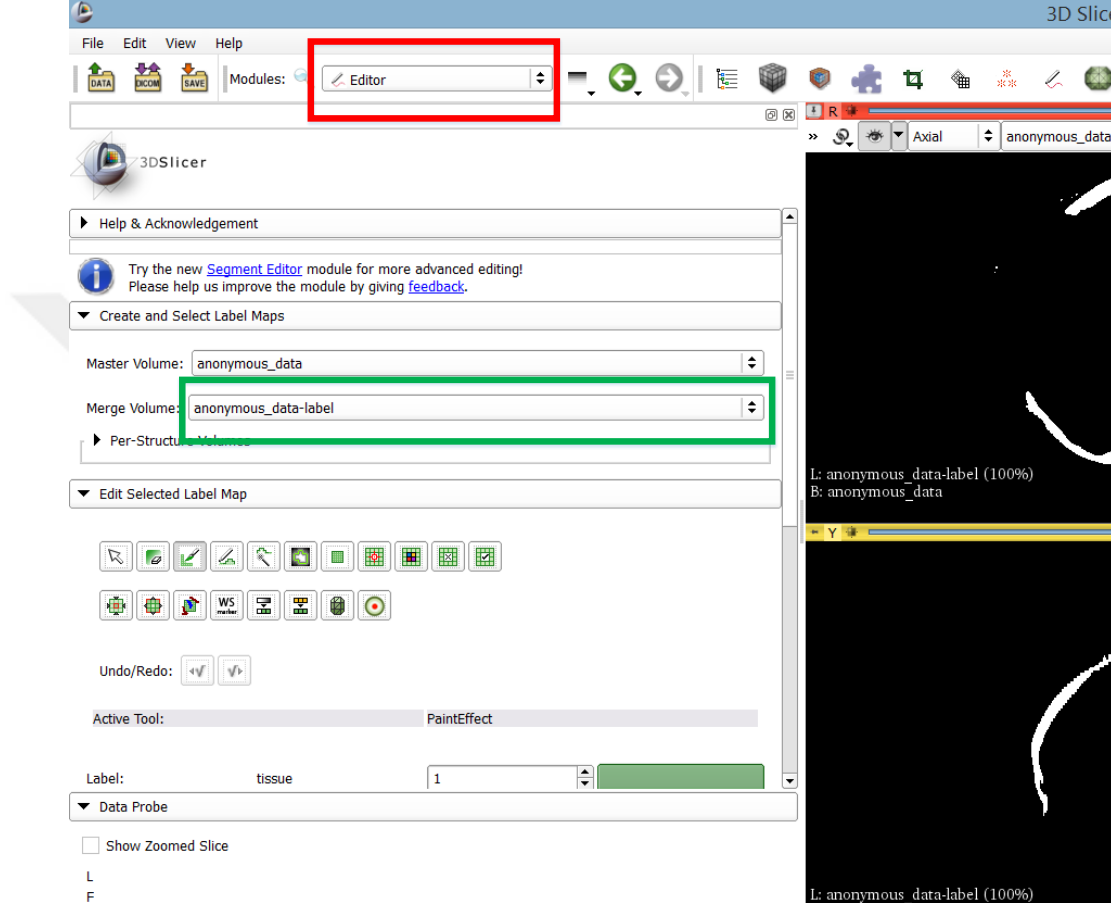 3D Slice
File Edit View Help
DATA DICOM SAVE Modules: Editor
3DSlicer
Help & Acknowledgement
Try the new Segment Editor module for more advanced editing!
Please help us improve the module by giving feedback.
Create and Select Label Maps
Master Volume: anonymous_data
Merge Volume: anonymous_data-label
Per-Structure Volumes
Edit Selected Label Map
WS
marker
Undo/Redo:
Active Tool: PaintEffect
Label: tissue 1
Data Probe
Show Zoomed Slice
L
F
R
» Axial anonymous_data
L: anonymous_data-label (100%)
B: anonymous_data
Y
L: anonymous data-label (100%)